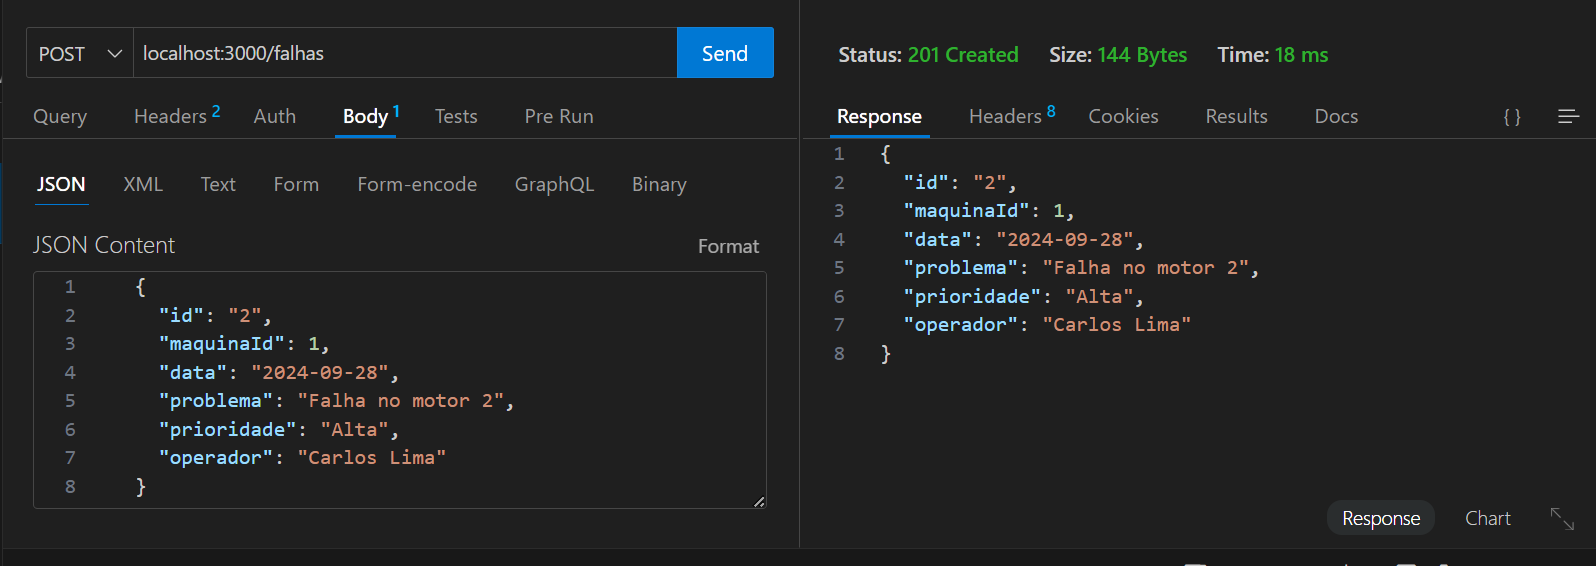 POST localhost:3000/falhas Send
Query Headers 2 Auth Body 1 Tests Pre Run
JSON XML Text Form Form-encode GraphQL Binary
JSON Content Format
1 {
2 "id": "2",
3 "maquinaId": 1,
4 "data": "2024-09-28",
5 "problema": "Falha no motor 2",
6 "prioridade": "Alta",
7 "operador": "Carlos Lima"
8 }
Status: 201 Created Size: 144 Bytes Time: 18 ms
Response Headers 8 Cookies Results Docs { }
1 {
2 "id": "2",
3 "maquinaId": 1,
4 "data": "2024-09-28",
5 "problema": "Falha no motor 2",
6 "prioridade": "Alta",
7 "operador": "Carlos Lima"
8 }
Response Chart